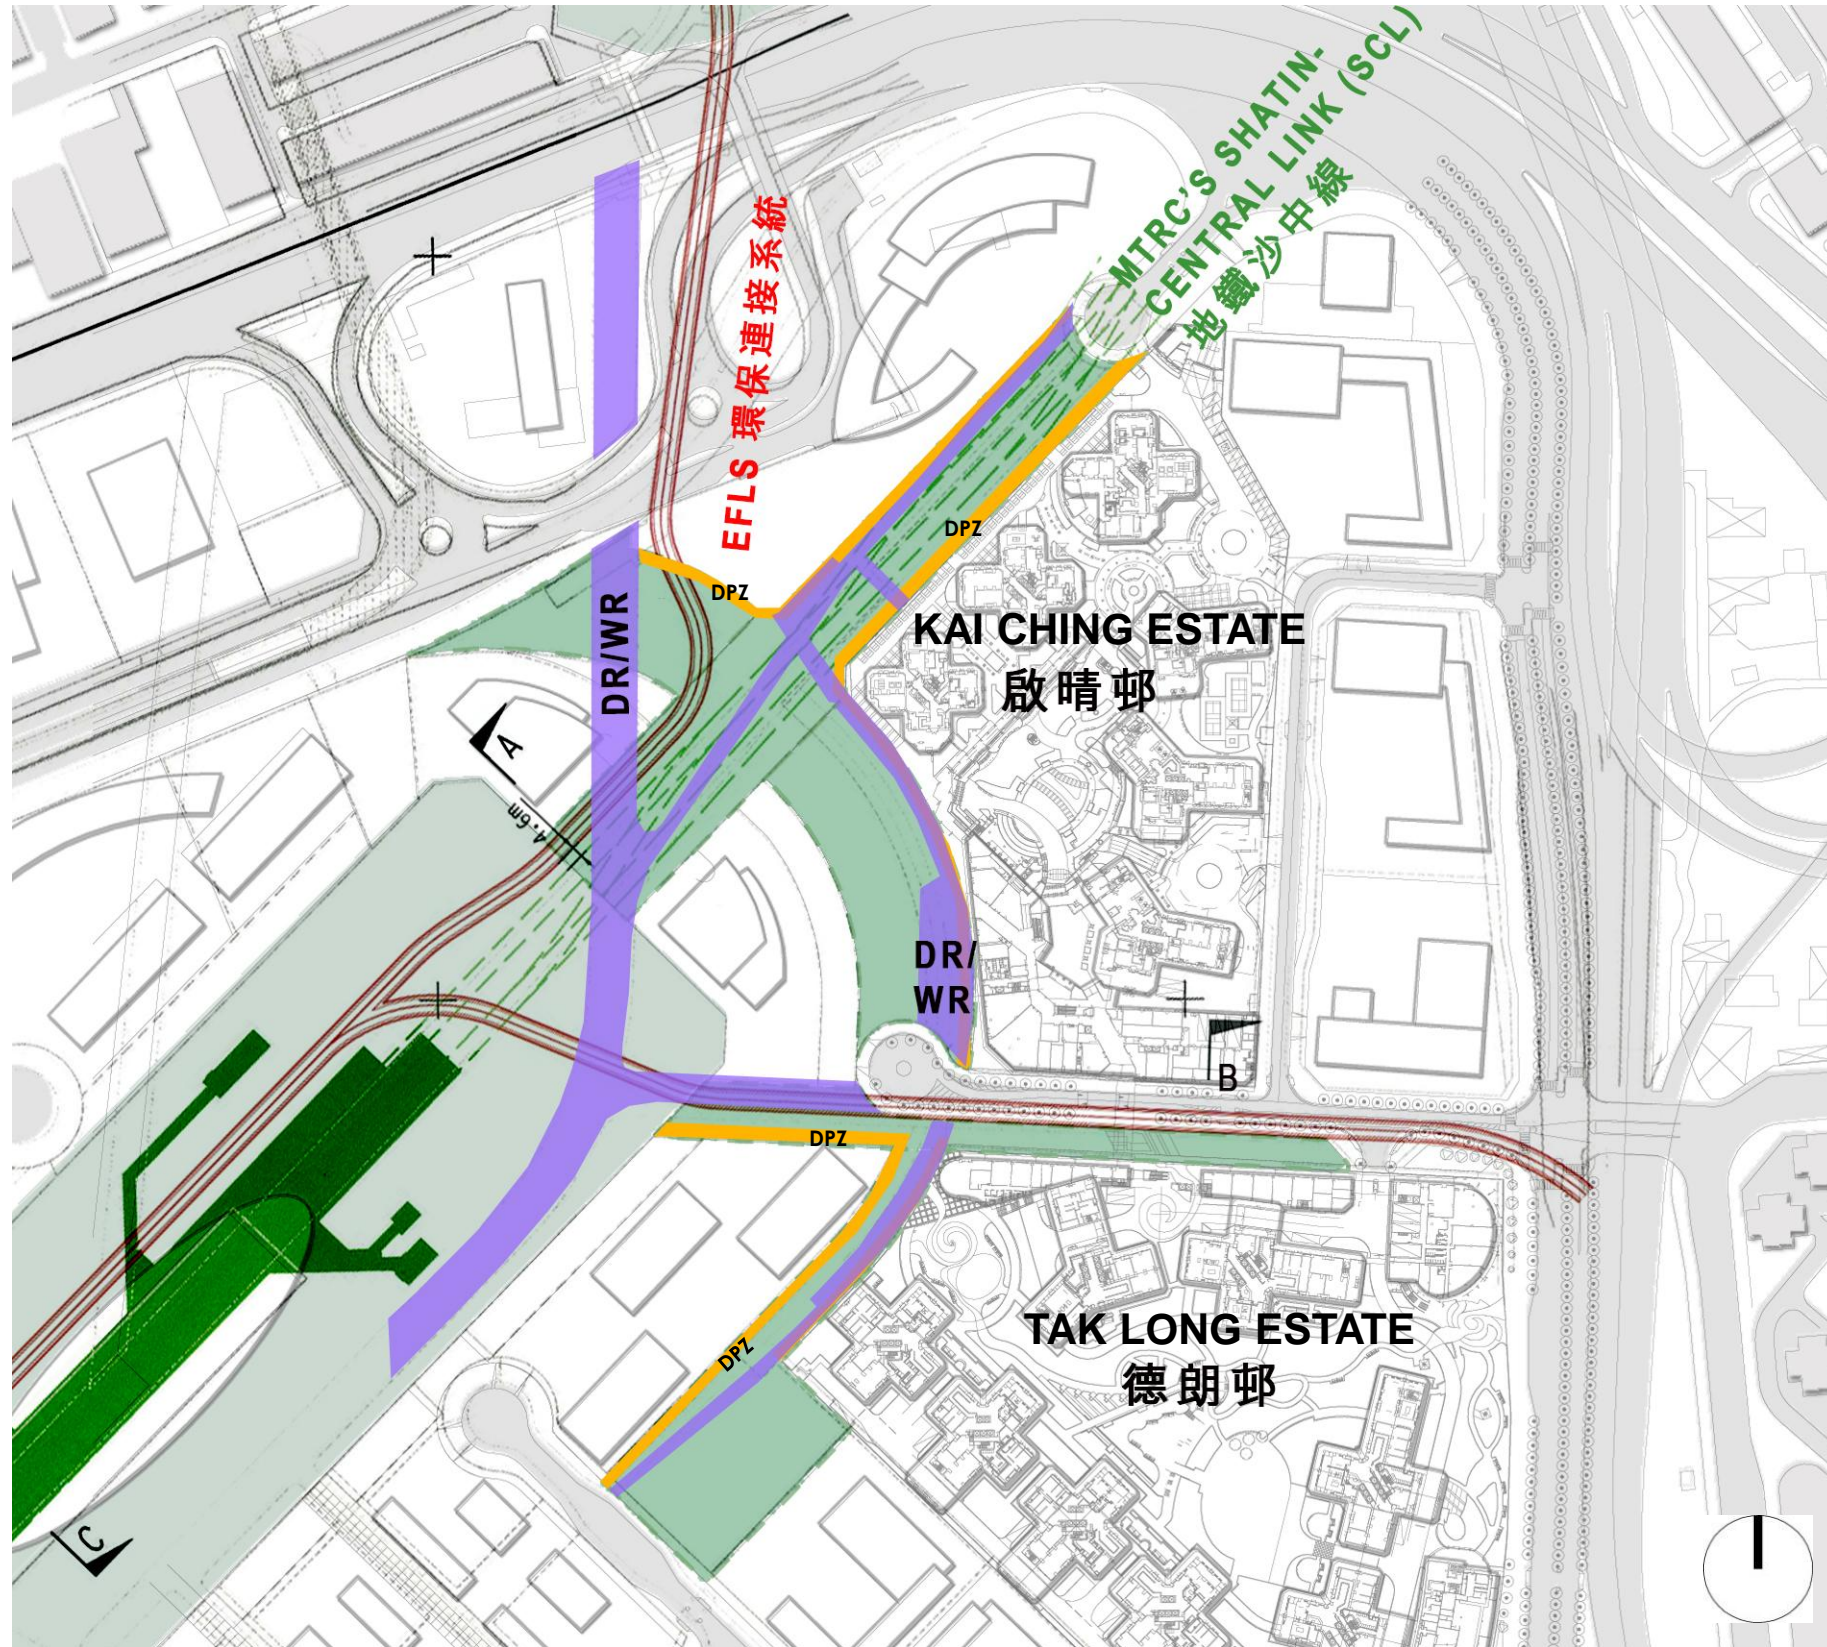 MTRC'S SHATIN-
CENTRAL LINK (SCL)
地鐵沙中線
EFLS 環保連接系統
DPZ
DPZ
DR/WR
KAI CHING ESTATE
啟晴邨
A
4.6m
DR/
WR
B
DPZ
TAK LONG ESTATE
德朗邨
DPZ
C